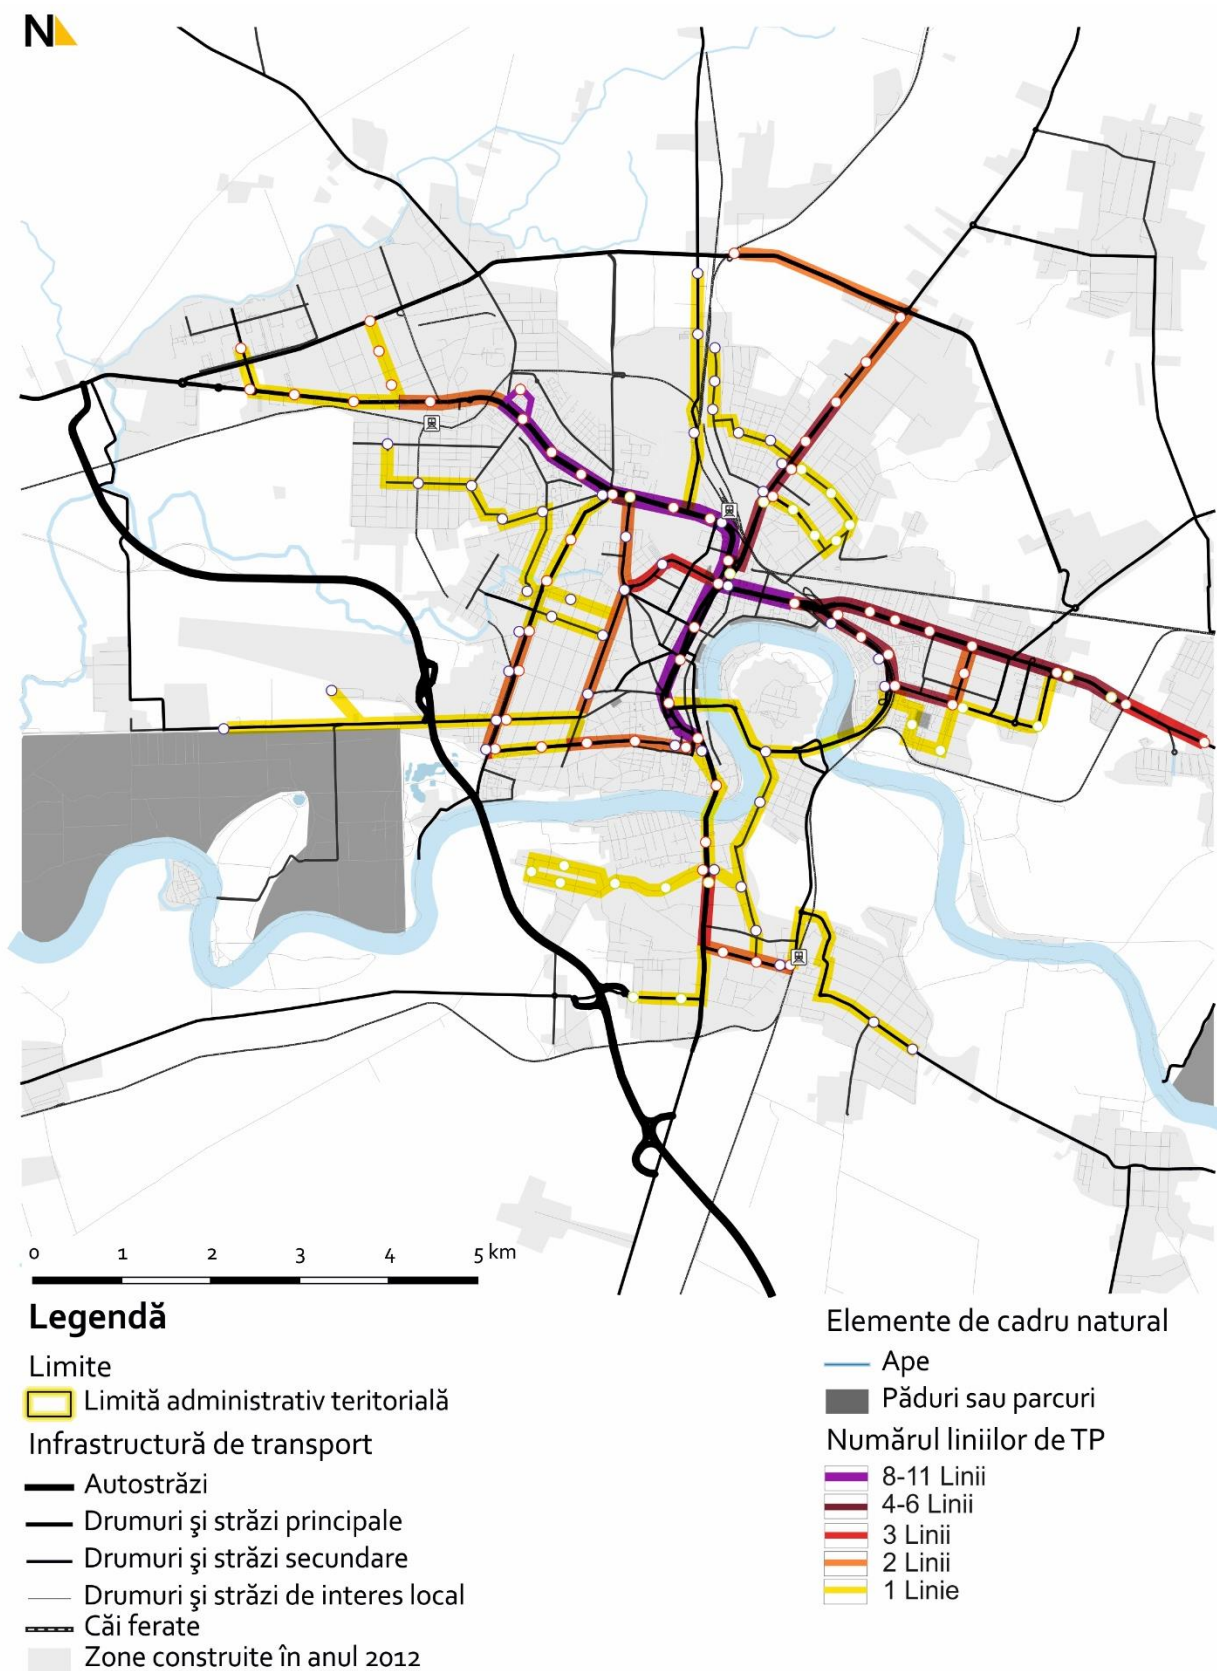 N
0 1 2 3 4 5 km
Legendă
Limite
Limită administrativ teritorială
Infrastructură de transport
Autostrăzi
Drumuri şi străzi principale
Drumuri şi străzi secundare
Drumuri şi străzi de interes local
Căi ferate
Zone construite în anul 2012
Elemente de cadru natural
Ape
Păduri sau parcuri
Numărul liniilor de TP
8-11 Linii
4-6 Linii
3 Linii
2 Linii
1 Linie